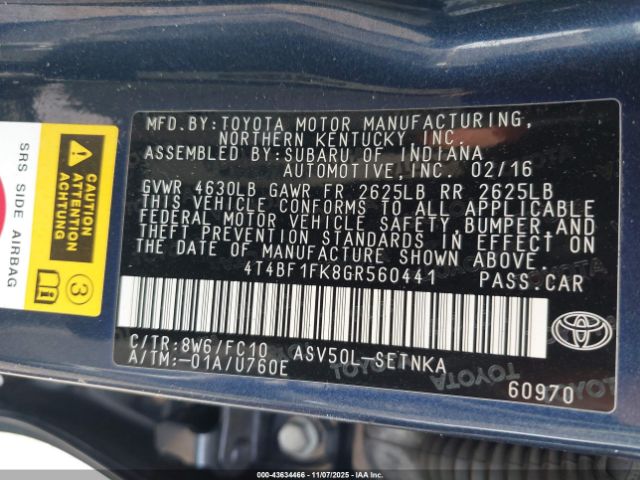 MFD.BY:TOYOTA MOTOR MANUFACTURING,
NORTHERN KENTUCKY, INC.
ASSEMBLED BY:SUBARU OF INDIANA
AUTOMOTIVE,INC. 02/16
GVWR 4630LB GAWR FR 2625LB RR 2625LB
THIS VEHICLE CONFORMS TO ALL APPLICABLE
FEDERAL MOTOR VEHICLE SAFETY,BUMPER,AND
THEFT PREVENTION STANDARDS IN EFFECT ON
THE DATE OF MANUFACTURE SHOWN ABOVE.
4T4BF1FK8GR560441 PASS.CAR
C/TR:8W6/FC10 ASV50L-SETNKA
A/TM:-01A/U760E
60970
TOYOTA
SRS SIDE AIRBAG
CAUTION
ACHTUNG
ATTENTION
3
000-43634466 - 11/07/2025 - IAA Inc.